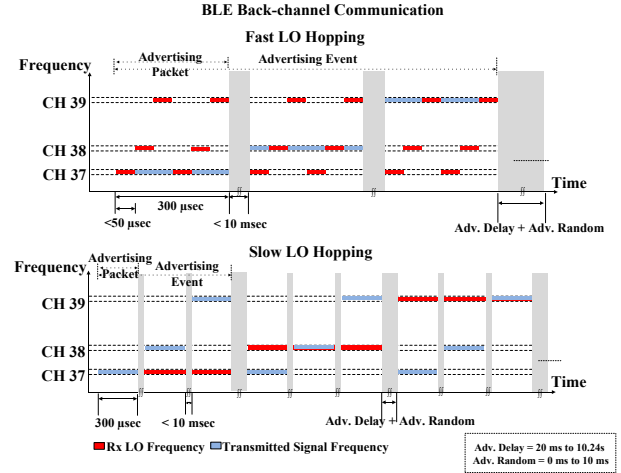 BLE Back-channel Communication
Fast LO Hopping
Frequency
Advertising
Packet
Advertising Event
CH 39
CH 38
CH 37
Time
300 μsec
<50 μsec
< 10 msec
Adv. Delay + Adv. Random
Slow LO Hopping
Frequency
Advertising
Packet
Advertising
Event
CH 39
CH 38
CH 37
Time
300 μsec
< 10 msec
Adv. Delay + Adv. Random
Rx LO Frequency
Transmitted Signal Frequency
Adv. Delay = 20 ms to 10.24s
Adv. Random = 0 ms to 10 ms